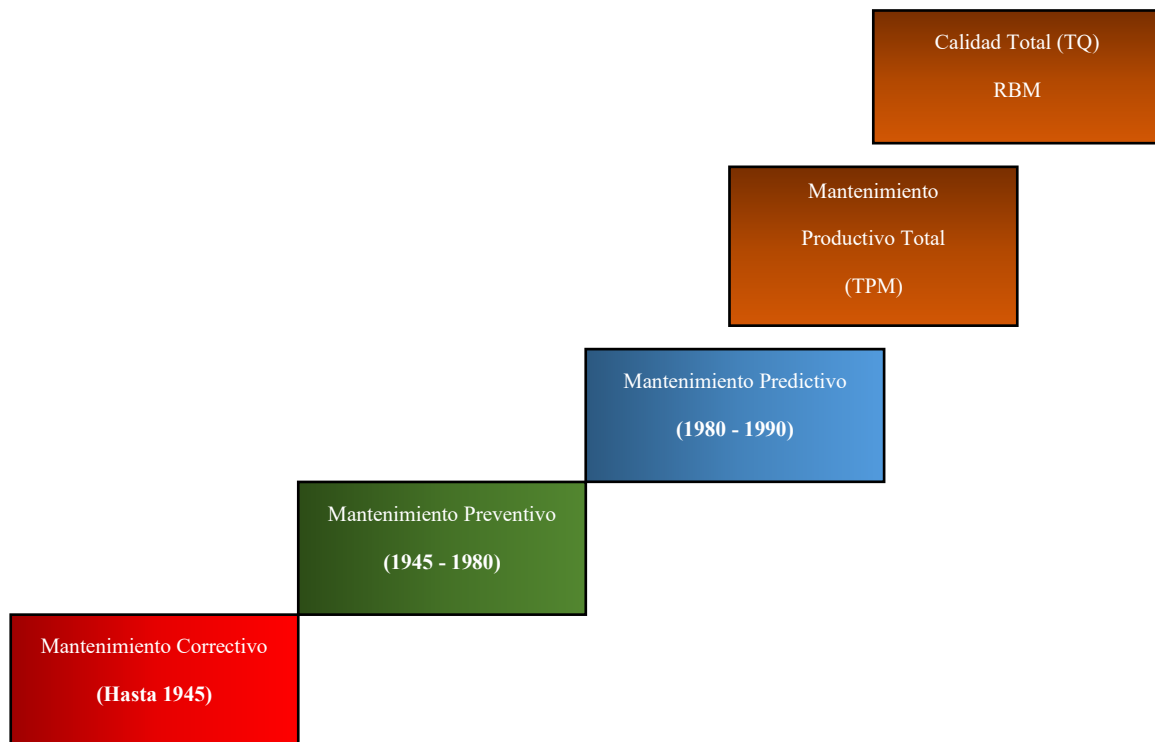 Calidad Total (TQ)
RBM
Mantenimiento
Productivo Total
(TPM)
Mantenimiento Predictivo
(1980 - 1990)
Mantenimiento Preventivo
(1945 - 1980)
Mantenimiento Correctivo
(Hasta 1945)